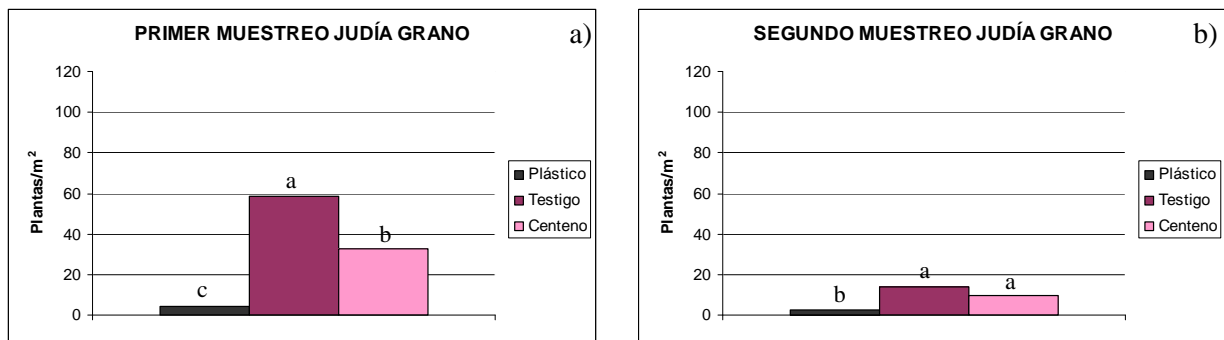 PRIMER MUESTREO JUDÍA GRANO
a)
Plantas/m²
120
100
80
60
40
20
0
c
a
b
Plástico
Testigo
Centeno
SEGUNDO MUESTREO JUDÍA GRANO
b)
Plantas/m²
120
100
80
60
40
20
0
b
a
a
Plástico
Testigo
Centeno